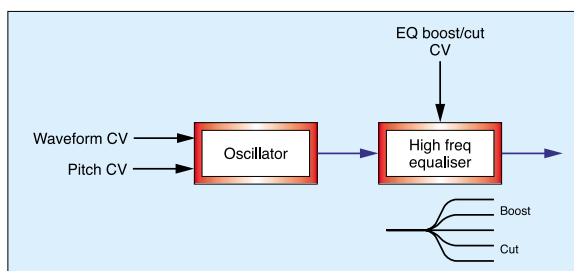 EQ boost/cut
CV
Waveform CV
Pitch CV
Oscillator
High freq
equaliser
Boost
Cut